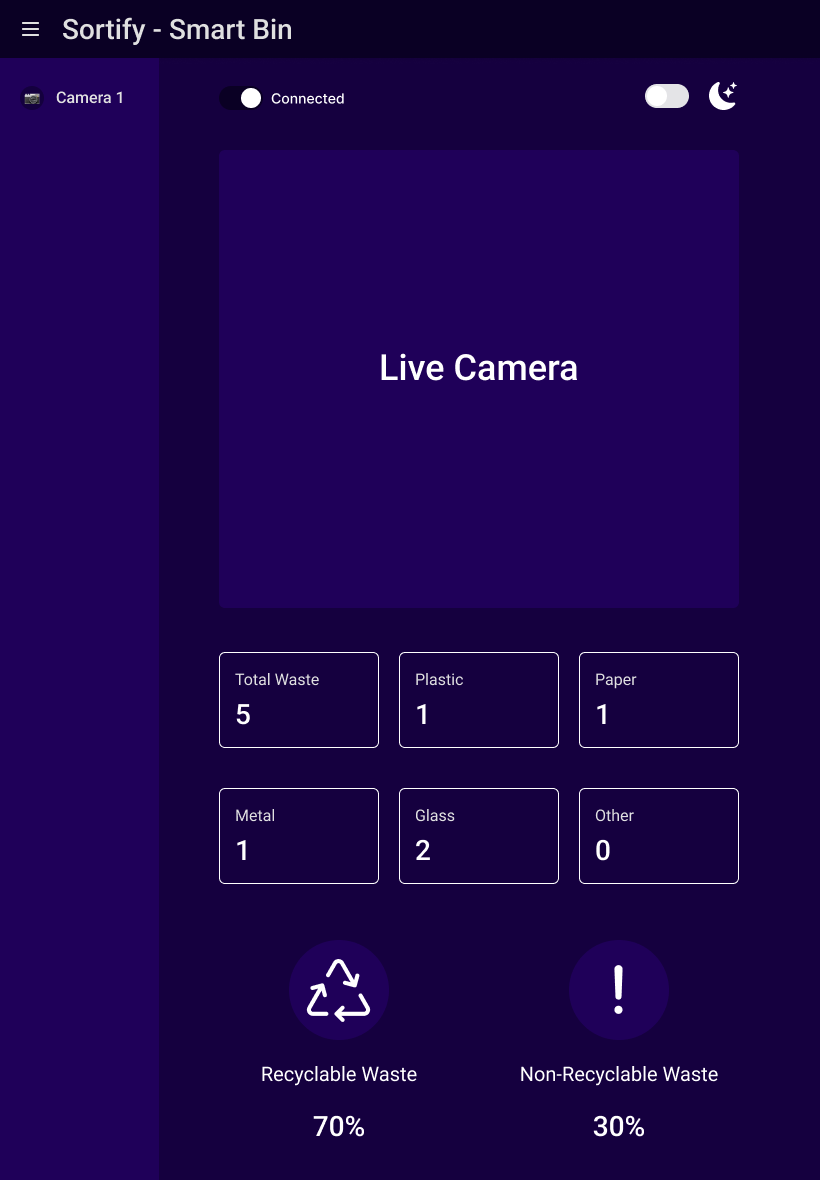 Sortify - Smart Bin
Camera 1
Connected
Live Camera
Total Waste
5
Plastic
1
Paper
1
Metal
1
Glass
2
Other
0
Recyclable Waste
70%
Non-Recyclable Waste
30%